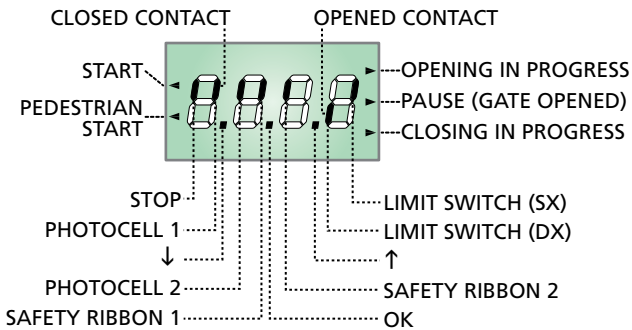 CLOSED CONTACT
OPENED CONTACT
START
PEDESTRIAN
START
OPENING IN PROGRESS
PAUSE (GATE OPENED)
CLOSING IN PROGRESS
STOP
PHOTOCELL 1
↓
PHOTOCELL 2
SAFETY RIBBON 1
LIMIT SWITCH (SX)
LIMIT SWITCH (DX)
↑
SAFETY RIBBON 2
OK